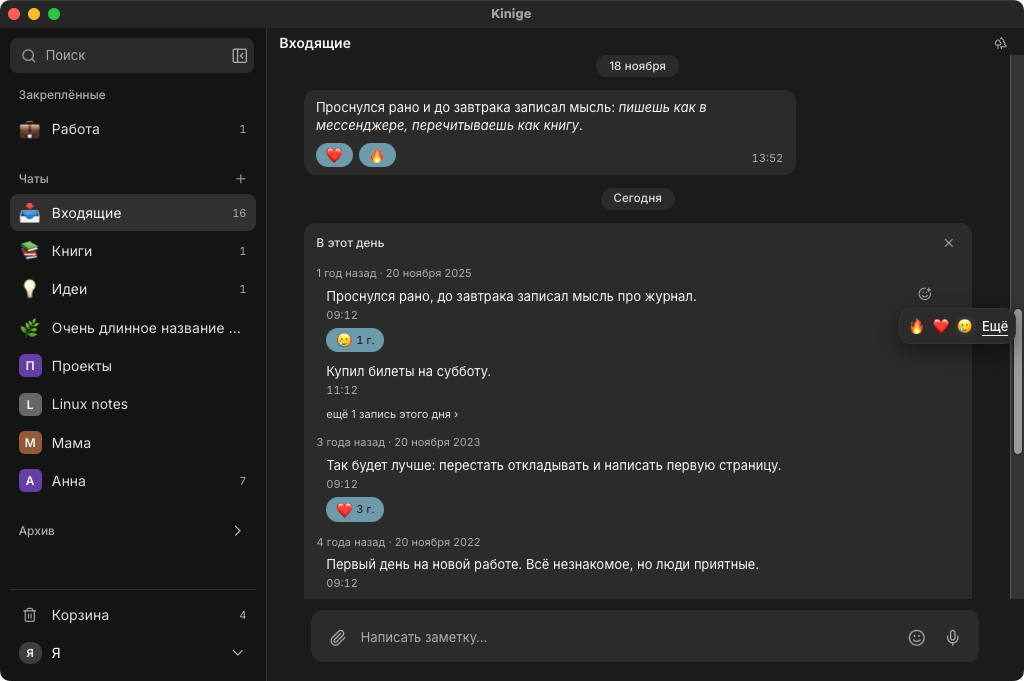 Kinige
Поиск
Закреплённые
Работа 1
Чаты
Входящие 16
Книги 1
Идеи 1
Очень длинное название ...
П Проекты
L Linux notes
М Мама
А Анна 7
Архив
Корзина 4
Я Я
Входящие
18 ноября
Проснулся рано и до завтрака записал мысль: пишешь как в
мессенджере, перечитываешь как книгу.
13:52
Сегодня
В этот день
1 год назад · 20 ноября 2025
Проснулся рано, до завтрака записал мысль про журнал.
09:12
1 г.
Ещё
Купил билеты на субботу.
11:12
ещё 1 запись этого дня ›
3 года назад · 20 ноября 2023
Так будет лучше: перестать откладывать и написать первую страницу.
09:12
3 г.
4 года назад · 20 ноября 2022
Первый день на новой работе. Всё незнакомое, но люди приятные.
09:12
Написать заметку...